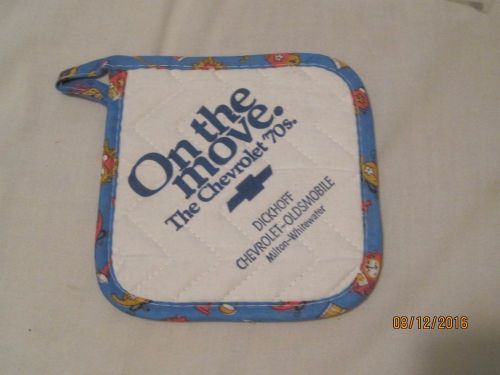 On the
move.
The Chevrolet '70s.
DICKHOFF
CHEVROLET-OLDSMOBILE
Milton-Whitewater
08/12/2016